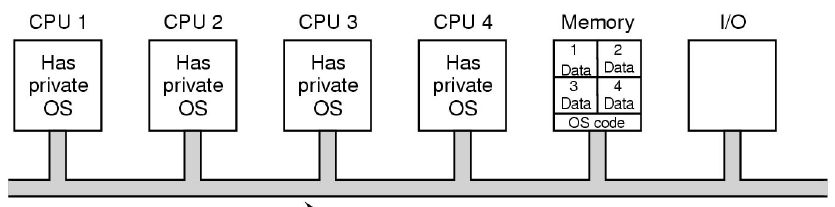 CPU 1 CPU 2 CPU 3 CPU 4 Memory I/O
Has private OS
Has private OS
Has private OS
Has private OS
1 Data
2 Data
3 Data
4 Data
OS code